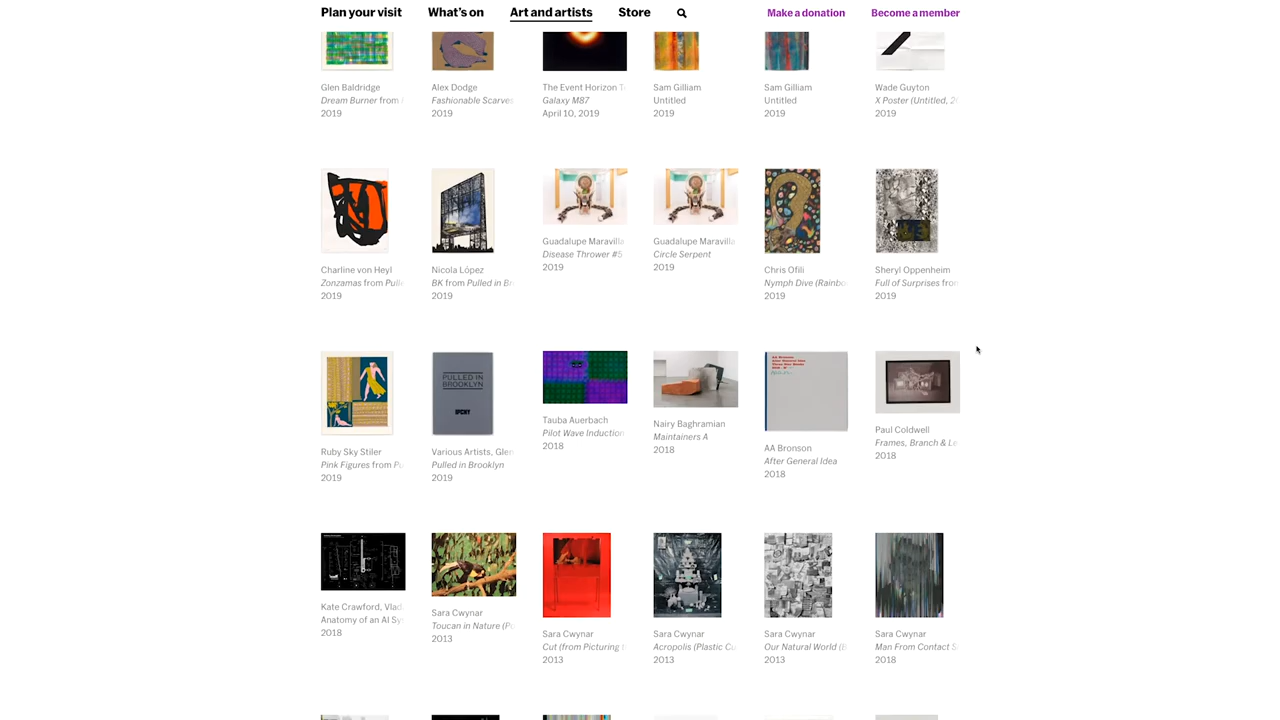 Plan your visit What's on Art and artists Store Make a donation Become a member
Glen Baldridge
Dream Burner from
2019
Alex Dodge
Fashionable Scarves
2019
The Event Horizon
Galaxy M87
April 10, 2019
Sam Gilliam
Untitled
2019
Sam Gilliam
Untitled
2019
Wade Guyton
X Poster (Untitled, 20
2019
Charline von Heyl
Zonzamas from Pull
2019
Nicola López
BK from Pulled in Br
2019
Guadalupe Maravilla
Disease Thrower #5
2019
Guadalupe Maravilla
Circle Serpent
2019
Chris Ofili
Nymph Dive (Rainbo
2019
Sheryl Oppenheim
Full of Surprises from
2019
Ruby Sky Stiler
Pink Figures from Pu
2019
PULLED IN
BROOKLYN
IPCNY
Various Artists, Glen
Pulled in Brooklyn
2019
Tauba Auerbach
Pilot Wave Induction
2018
Nairy Baghramian
Maintainers A
2018
AA Bronson
After General Idea
2018
Paul Coldwell
Frames, Branch & Le
2018
Kate Crawford, Vlad
Anatomy of an AI Sy
2018
Sara Cwynar
Toucan in Nature (Po
2013
Sara Cwynar
Cut (from Picturing
2013
Sara Cwynar
Acropolis (Plastic Cu
2013
Sara Cwynar
Our Natural World (B
2013
Sara Cwynar
Man From Contact S
2018